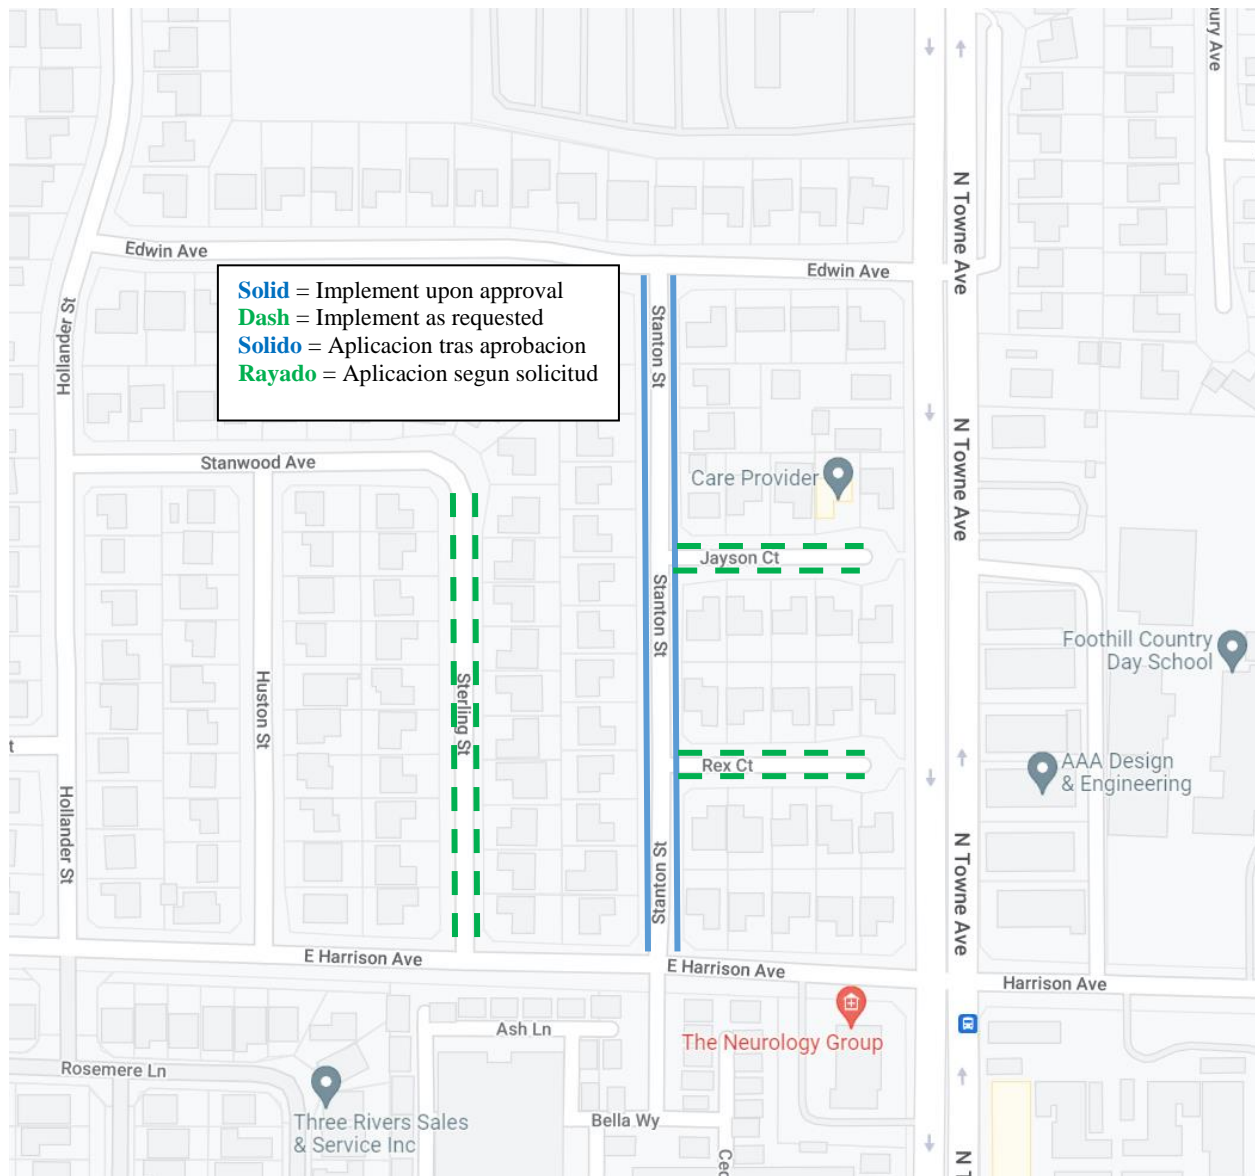 bury Ave
N Towne Ave
Edwin Ave
Edwin Ave
Solid = Implement upon approval
Dash = Implement as requested
Solido = Aplicacion tras aprobacion
Rayado = Aplicacion segun solicitud
Hollander St
Stanton St
N Towne Ave
Stanwood Ave
Care Provider
Jayson Ct
Stanton St
Foothill Country
Day School
Huston St
Sterling St
t
Rex Ct
AAA Design
& Engineering
Hollander St
Stanton St
N Towne Ave
E Harrison Ave
E Harrison Ave
Harrison Ave
Ash Ln
The Neurology Group
Rosemere Ln
Three Rivers Sales
& Service Inc
Bella Wy
Ced
N T